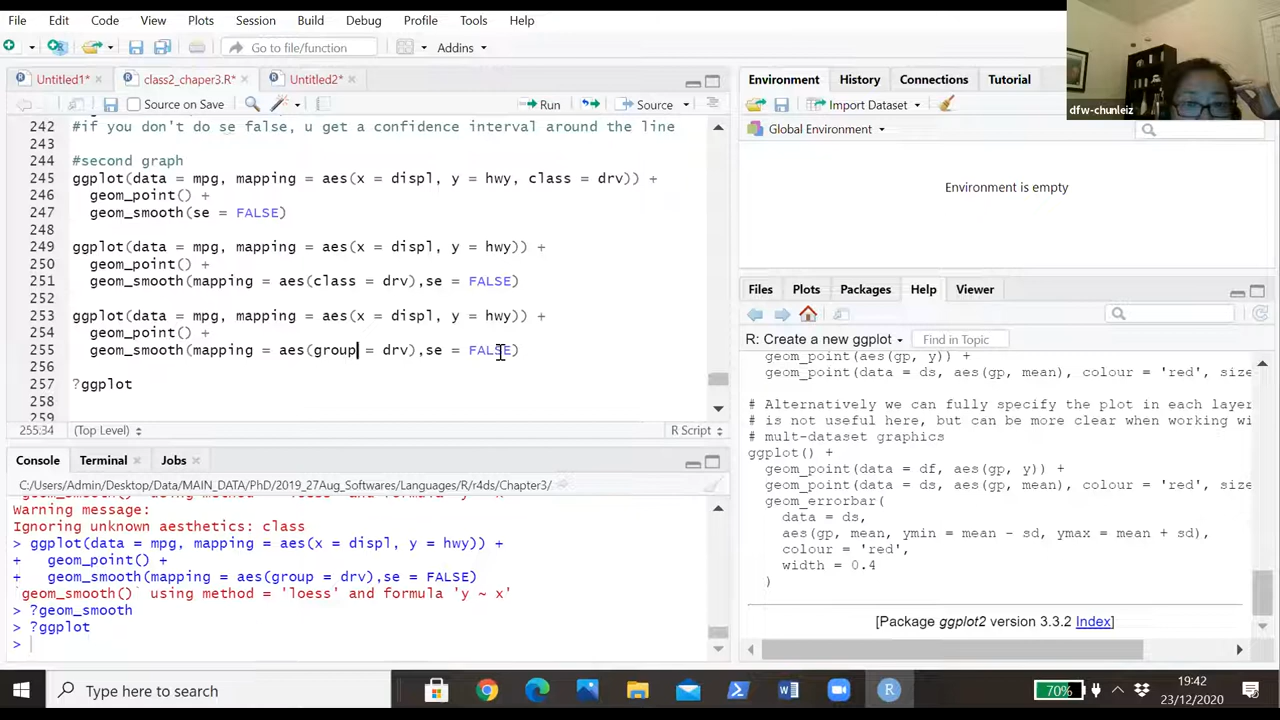 File Edit Code View Plots Session Build Debug Profile Tools Help
Go to file/function Addins
dfw-chunleiz
Untitled1* class2_chaper3.R* Untitled2*
Source on Save Run Source
242 #if you don't do se false, u get a confidence interval around the line
243
244 #second graph
245 ggplot(data = mpg, mapping = aes(x = displ, y = hwy, class = drv)) +
246 geom_point() +
247 geom_smooth(se = FALSE)
248
249 ggplot(data = mpg, mapping = aes(x = displ, y = hwy)) +
250 geom_point() +
251 geom_smooth(mapping = aes(class = drv),se = FALSE)
252
253 ggplot(data = mpg, mapping = aes(x = displ, y = hwy)) +
254 geom_point() +
255 geom_smooth(mapping = aes(group = drv),se = FALSE)
256
257 ?ggplot
258
259
255:34 (Top Level) R Script
Console Terminal Jobs
C:/Users/Admin/Desktop/Data/MAIN_DATA/PhD/2019_27Aug_Softwares/Languages/R/r4ds/Chapter3/
`geom_smooth()` using method = 'loess' and formula 'y ~ x'
Warning message:
Ignoring unknown aesthetics: class
> ggplot(data = mpg, mapping = aes(x = displ, y = hwy)) +
+ geom_point() +
+ geom_smooth(mapping = aes(group = drv),se = FALSE)
`geom_smooth()` using method = 'loess' and formula 'y ~ x'
> ?geom_smooth
> ?ggplot
>
Environment History Connections Tutorial
Import Dataset
Global Environment
Environment is empty
Files Plots Packages Help Viewer
R: Create a new ggplot Find in Topic
geom_point(aes(gp, y)) +
geom_point(data = ds, aes(gp, mean), colour = 'red', size
# Alternatively we can fully specify the plot in each layer
# is not useful here, but can be more clear when working wi
# mult-dataset graphics
ggplot() +
geom_point(data = df, aes(gp, y)) +
geom_point(data = ds, aes(gp, mean), colour = 'red', size
geom_errorbar(
data = ds,
aes(gp, mean, ymin = mean - sd, ymax = mean + sd),
colour = 'red',
width = 0.4
)
[Package ggplot2 version 3.3.2 Index]
Type here to search
70%
19:42
23/12/2020